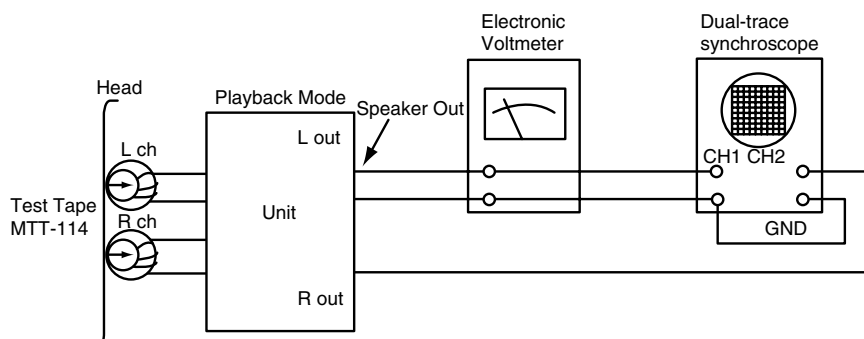 Electronic
Voltmeter
Dual-trace
synchroscope
Head
Playback Mode
Speaker Out
L out
L ch
CH1 CH2
Test Tape
MTT-114
R ch
Unit
GND
R out